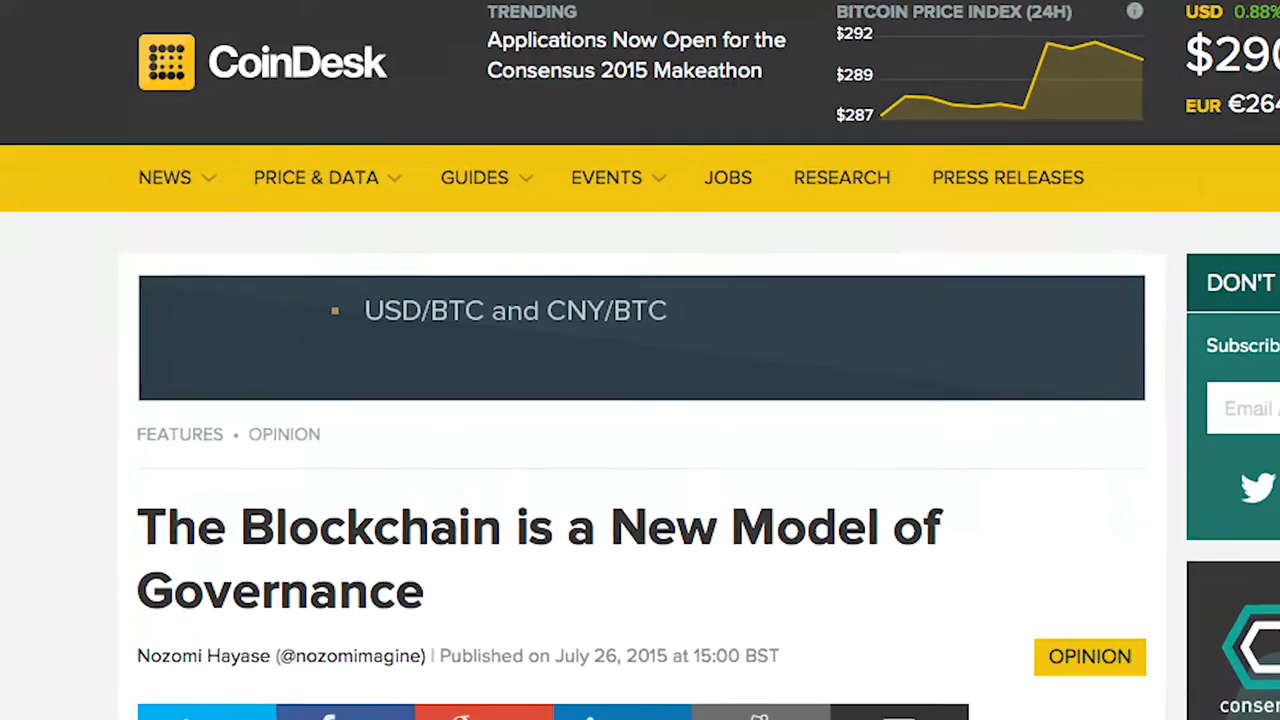 TRENDING
Applications Now Open for the
Consensus 2015 Makeathon
BITCOIN PRICE INDEX (24H)
$292
$289
$287
USD 0.88%
$290
EUR €264
CoinDesk
NEWS
PRICE & DATA
GUIDES
EVENTS
JOBS
RESEARCH
PRESS RELEASES
USD/BTC and CNY/BTC
FEATURES • OPINION
The Blockchain is a New Model of
Governance
Nozomi Hayase (@nozomimagine) | Published on July 26, 2015 at 15:00 BST
OPINION
DON'T
Subscrib
Email
conser